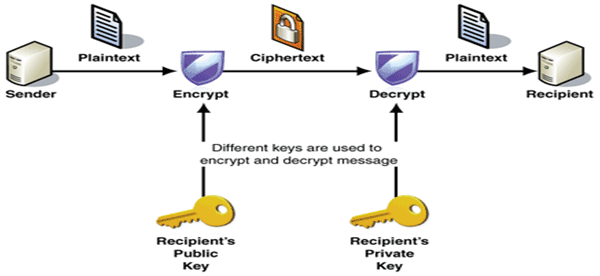 Plaintext
Ciphertext
Plaintext
Sender
Encrypt
Decrypt
Recipient
Different keys are used to
encrypt and decrypt message
Recipient's
Public
Key
Recipient's
Private
Key